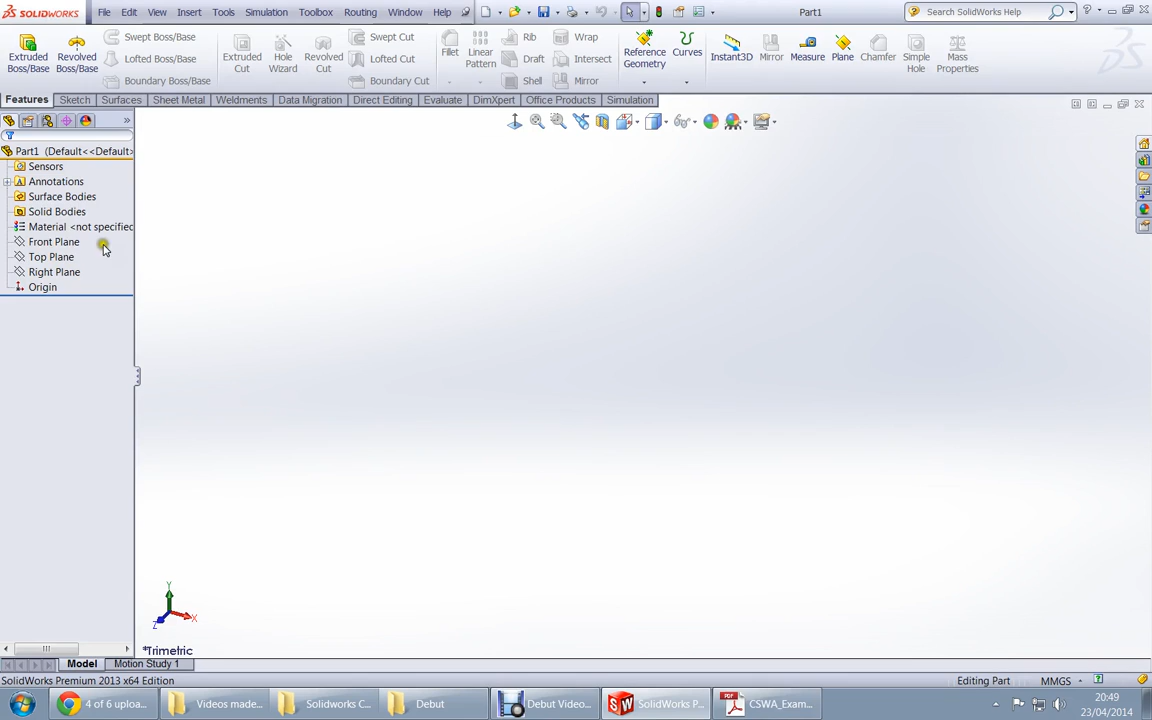 SOLIDWORKS File Edit View Insert Tools Simulation Toolbox Routing Window Help Part1 Search SolidWorks Help
Extruded Boss/Base
Revolved Boss/Base
Swept Boss/Base
Lofted Boss/Base
Boundary Boss/Base
Extruded Cut
Hole Wizard
Revolved Cut
Swept Cut
Lofted Cut
Boundary Cut
Fillet
Linear Pattern
Rib
Draft
Shell
Wrap
Intersect
Mirror
Reference Geometry
Curves
Instant3D
Mirror
Measure
Plane
Chamfer
Simple Hole
Mass Properties
Features Sketch Surfaces Sheet Metal Weldments Data Migration Direct Editing Evaluate DimXpert Office Products Simulation
Part1 (Default<<Default>
Sensors
Annotations
Surface Bodies
Solid Bodies
Material <not specified
Front Plane
Top Plane
Right Plane
Origin
Y
X
Z
*Trimetric
Model Motion Study 1
SolidWorks Premium 2013 x64 Edition Editing Part MMGS
4 of 6 uploa... Videos made... Solidworks C... Debut Debut Video... SolidWorks P... CSWA_Exam... 20:49
23/04/2014